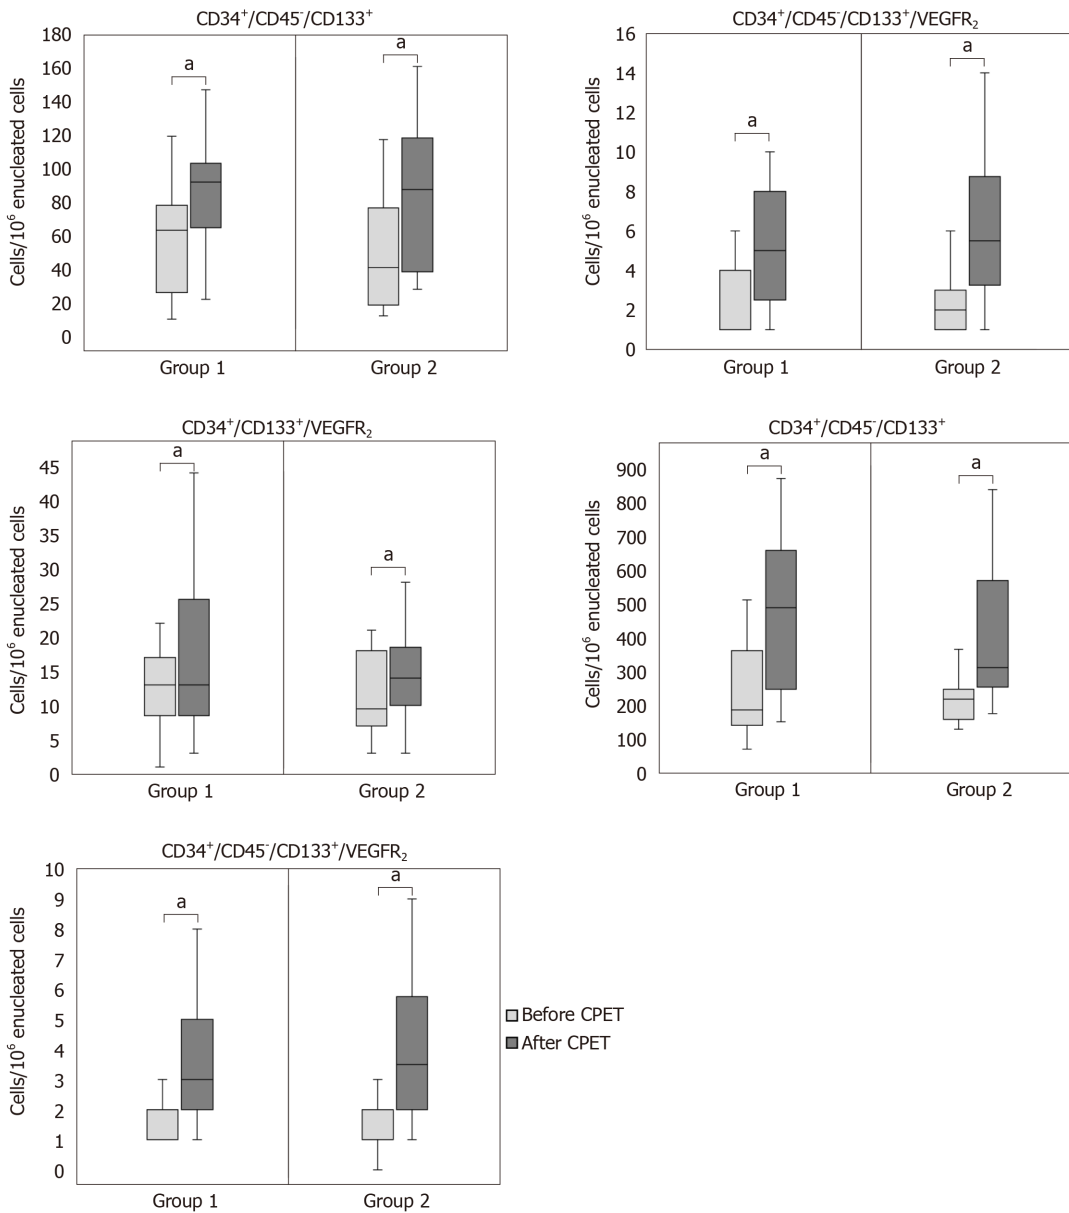 CD34⁺/CD45⁻/CD133⁺
Cells/10⁶ enucleated cells
180
160
140
120
100
80
60
40
20
0
a
a
Group 1
Group 2
CD34⁺/CD45⁻/CD133⁺/VEGFR₂
Cells/10⁶ enucleated cells
16
14
12
10
8
6
4
2
0
a
a
Group 1
Group 2
CD34⁺/CD133⁺/VEGFR₂
Cells/10⁶ enucleated cells
45
40
35
30
25
20
15
10
5
0
a
a
Group 1
Group 2
CD34⁺/CD45⁻/CD133⁺
Cells/10⁶ enucleated cells
900
800
700
600
500
400
300
200
100
0
a
a
Group 1
Group 2
CD34⁺/CD45⁻/CD133⁺/VEGFR₂
Cells/10⁶ enucleated cells
10
9
8
7
6
5
4
3
2
1
0
a
a
Group 1
Group 2
Before CPET
After CPET